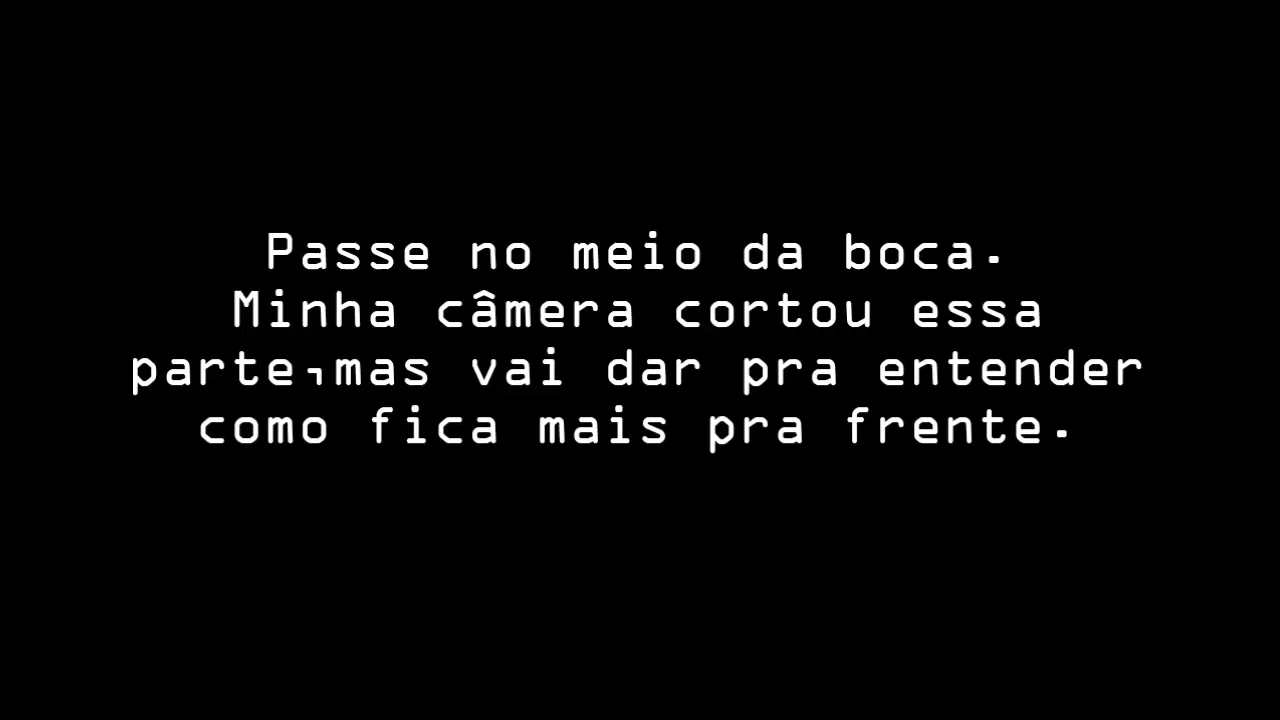 Passe no meio da boca.
Minha câmera cortou essa
parte,mas vai dar pra entender
como fica mais pra frente.